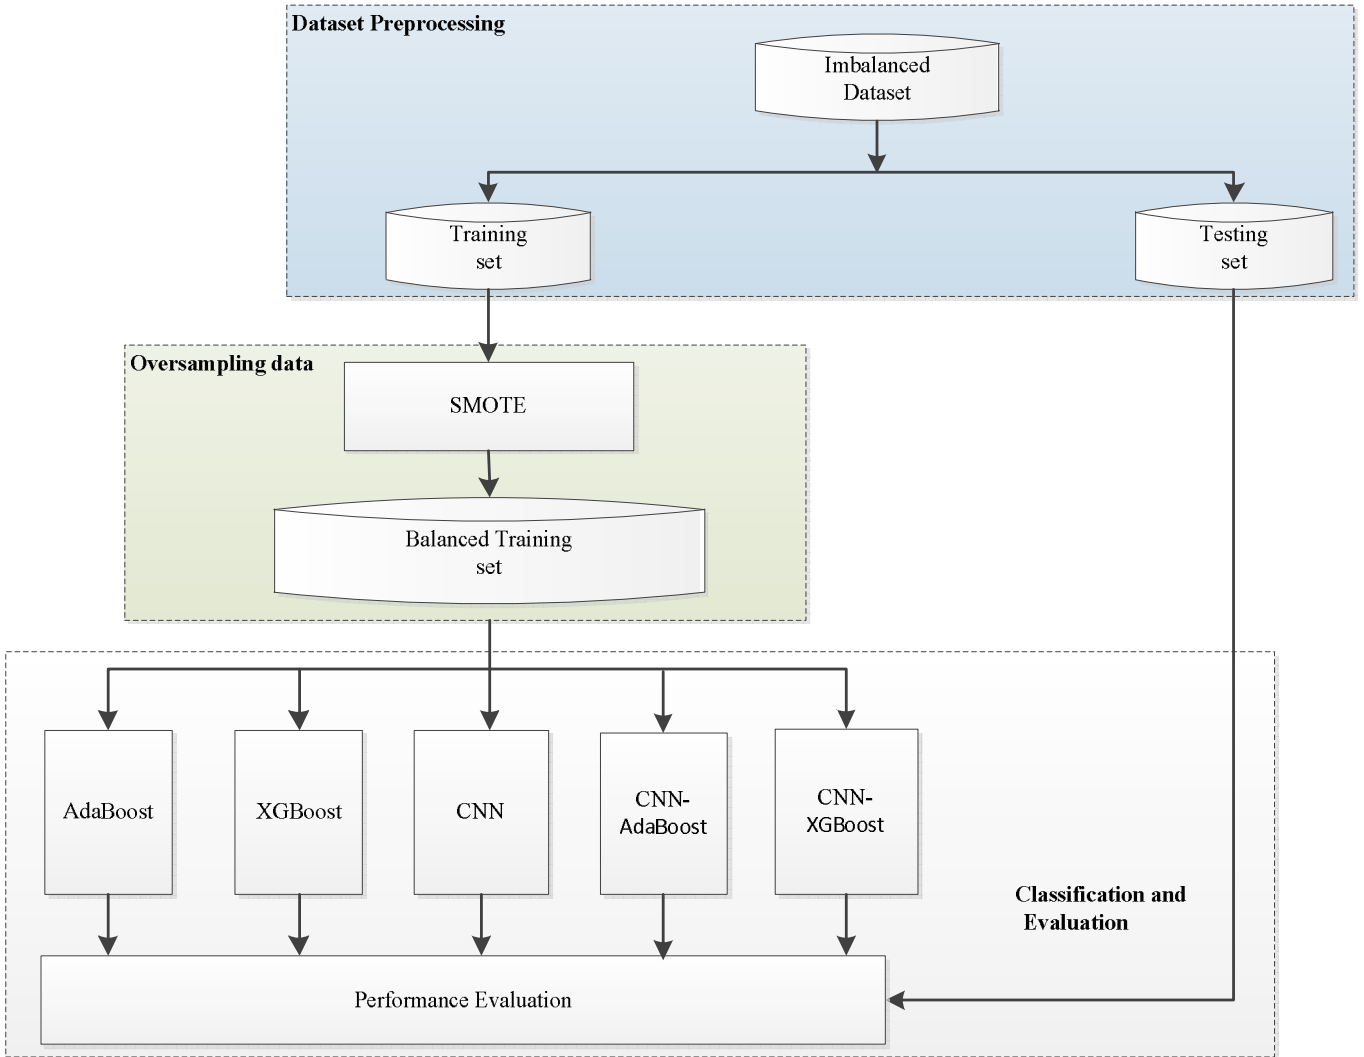 Dataset Preprocessing
Imbalanced
Dataset
Training
set
Testing
set
Oversampling data
SMOTE
Balanced Training
set
AdaBoost
XGBoost
CNN
CNN-
AdaBoost
CNN-
XGBoost
Classification and
Evaluation
Performance Evaluation